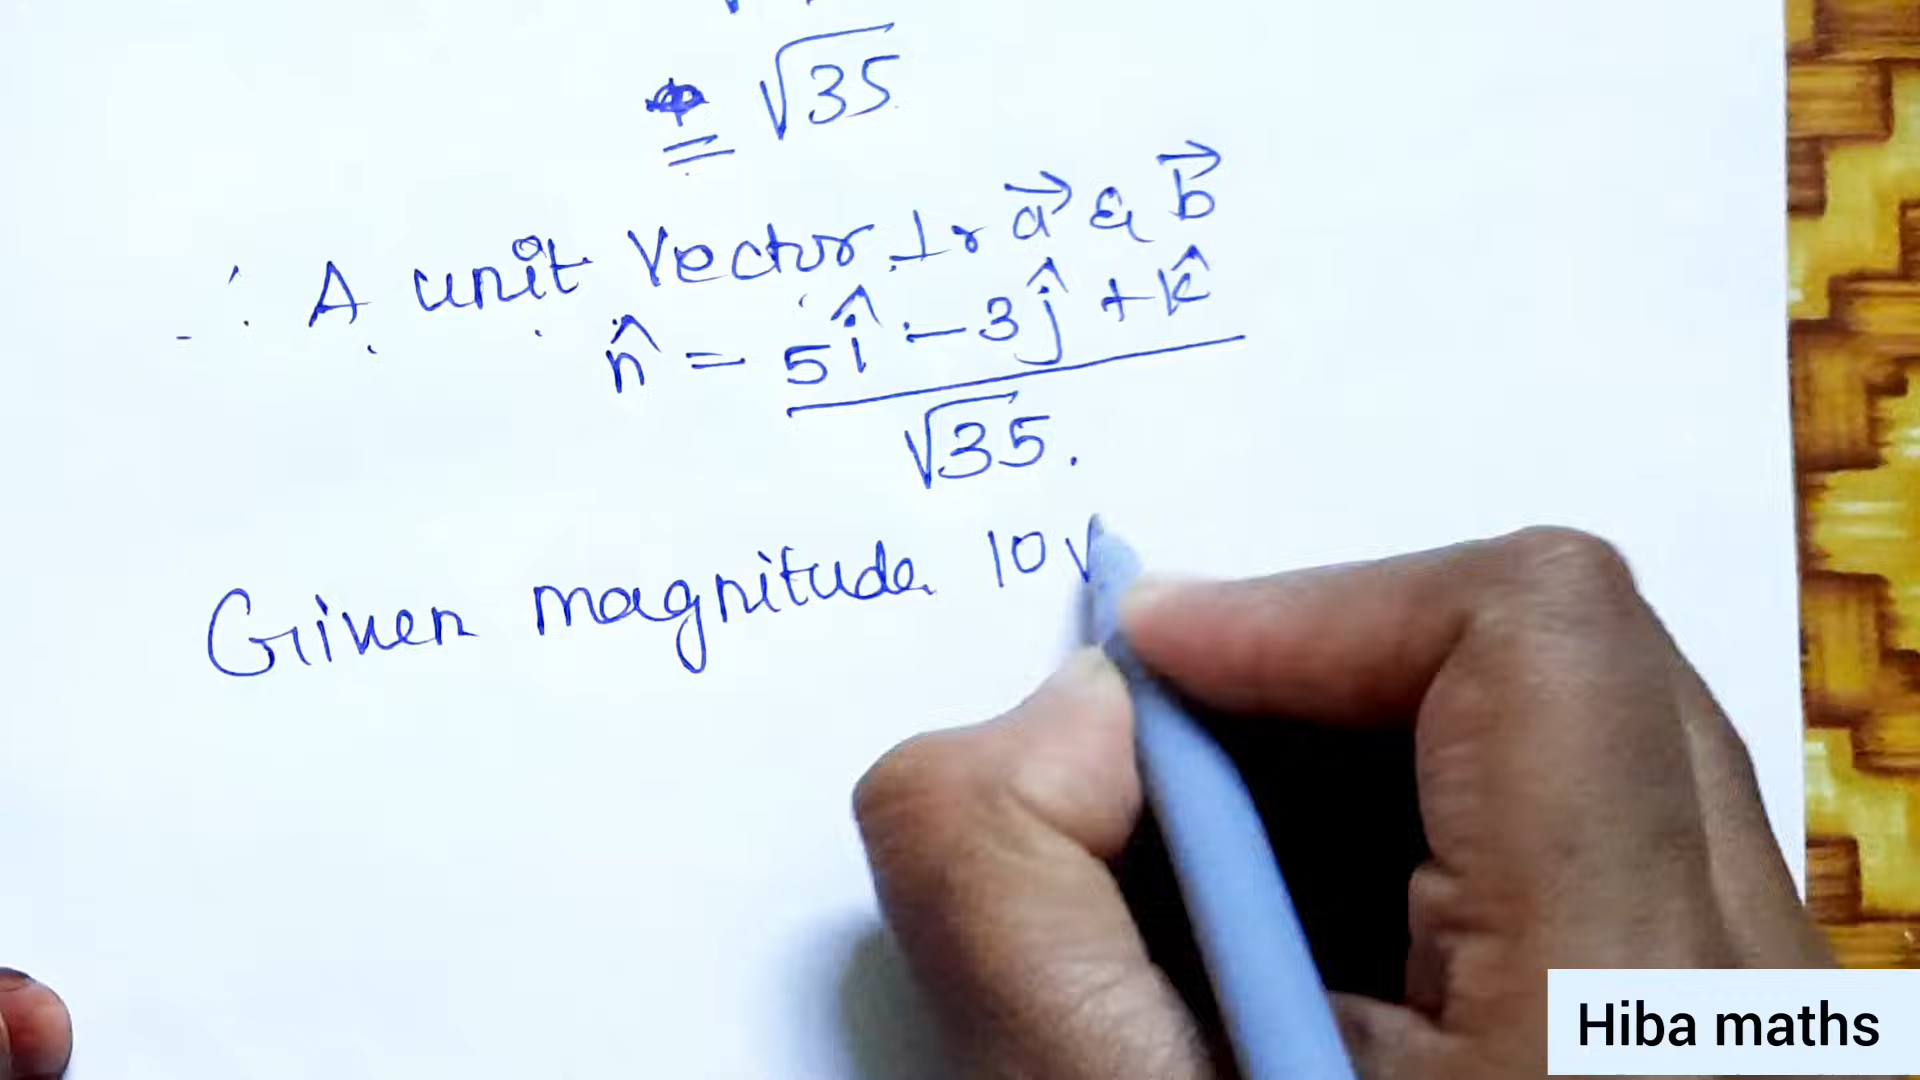 = √35
∴ A unit Vector ⊥r a⃗ & b⃗
n̂ = 5î - 3ĵ + k̂
√35.
Given magnitude 10√
Hiba maths